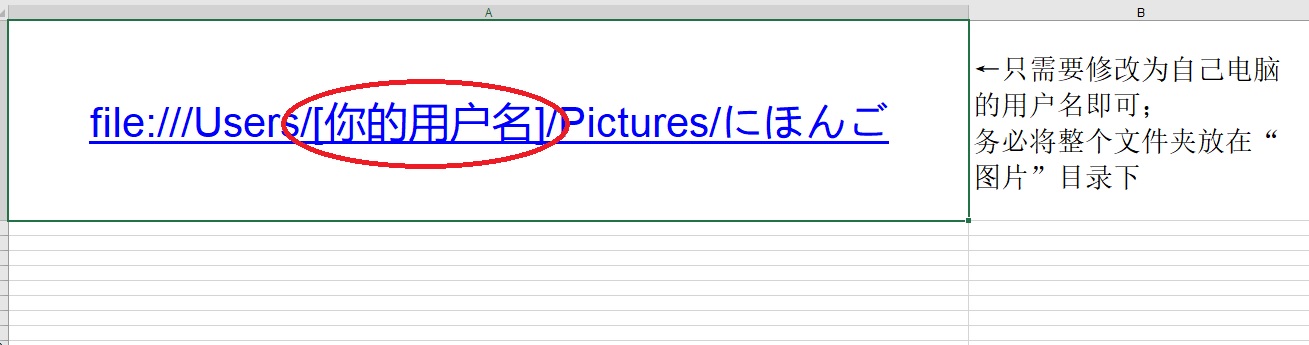 A
B
file:///Users/[你的用户名]/Pictures/にほんご
←只需要修改为自己电脑
的用户名即可；
务必将整个文件夹放在“
图片”目录下